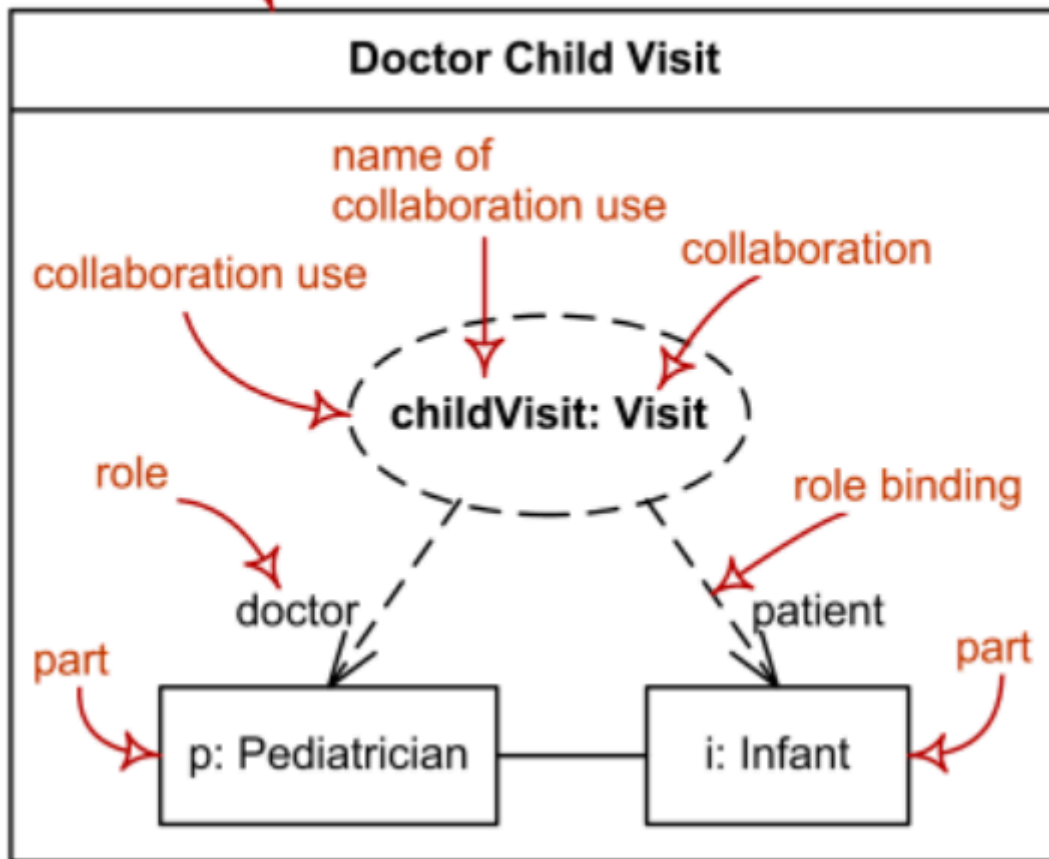 Doctor Child Visit
name of
collaboration use
collaboration
collaboration use
childVisit: Visit
role
role binding
doctor
patient
part
part
p: Pediatrician
i: Infant